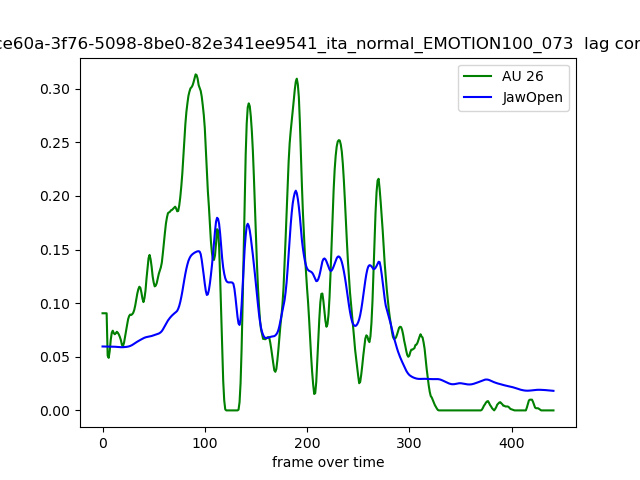 ce60a-3f76-5098-8be0-82e341ee9541_ita_normal_EMOTION100_073 lag cor
AU 26
JawOpen
0.30
0.25
0.20
0.15
0.10
0.05
0.00
0 100 200 300 400
frame over time